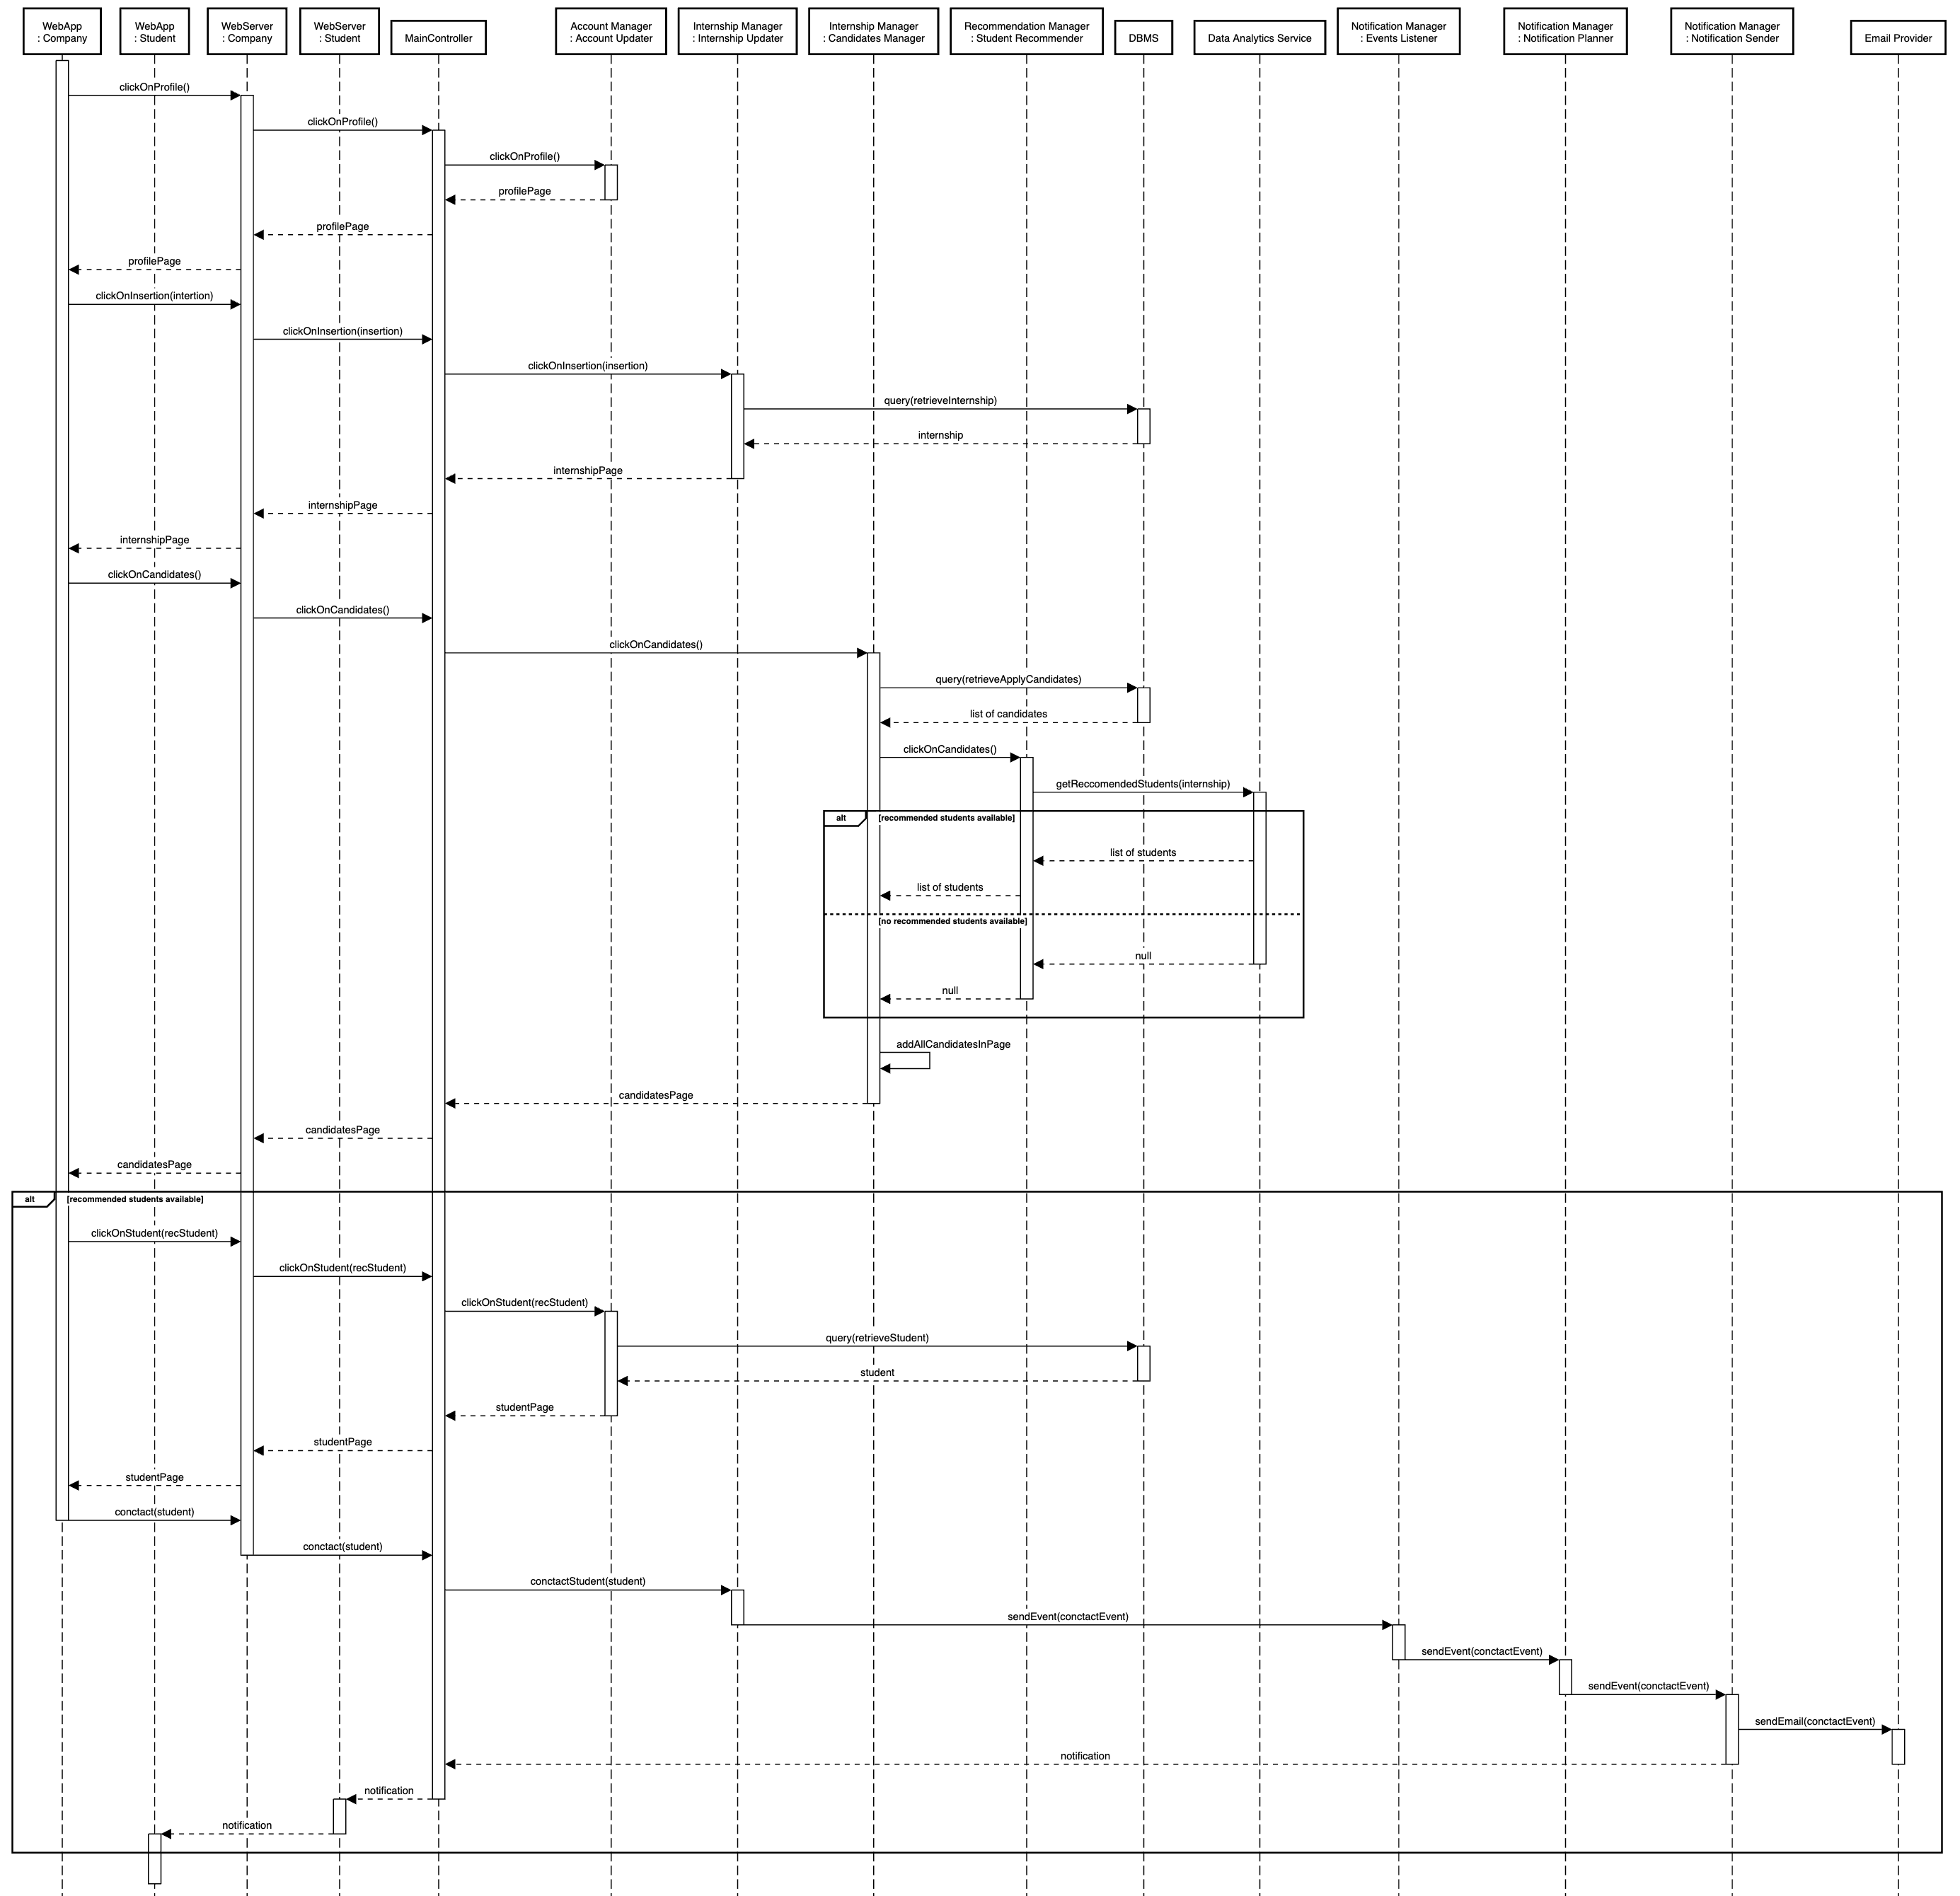 WebApp
: Company
WebApp
: Student
WebServer
: Company
WebServer
: Student
MainController
Account Manager
: Account Updater
Internship Manager
: Internship Updater
Internship Manager
: Candidates Manager
Recommendation Manager
: Student Recommender
DBMS
Data Analytics Service
Notification Manager
: Events Listener
Notification Manager
: Notification Planner
Notification Manager
: Notification Sender
Email Provider
clickOnProfile()
clickOnProfile()
clickOnProfile()
profilePage
profilePage
profilePage
clickOnInsertion(intertion)
clickOnInsertion(insertion)
clickOnInsertion(insertion)
query(retrieveInternship)
internship
internshipPage
internshipPage
internshipPage
clickOnCandidates()
clickOnCandidates()
clickOnCandidates()
query(retrieveApplyCandidates)
list of candidates
clickOnCandidates()
getReccomendedStudents(internship)
alt
[recommended students available]
list of students
list of students
[no recommended students available]
null
null
addAllCandidatesInPage
candidatesPage
candidatesPage
candidatesPage
alt
[recommended students available]
clickOnStudent(recStudent)
clickOnStudent(recStudent)
clickOnStudent(recStudent)
query(retrieveStudent)
student
studentPage
studentPage
studentPage
conctact(student)
conctact(student)
conctactStudent(student)
sendEvent(conctactEvent)
sendEvent(conctactEvent)
sendEvent(conctactEvent)
sendEmail(conctactEvent)
notification
notification
notification